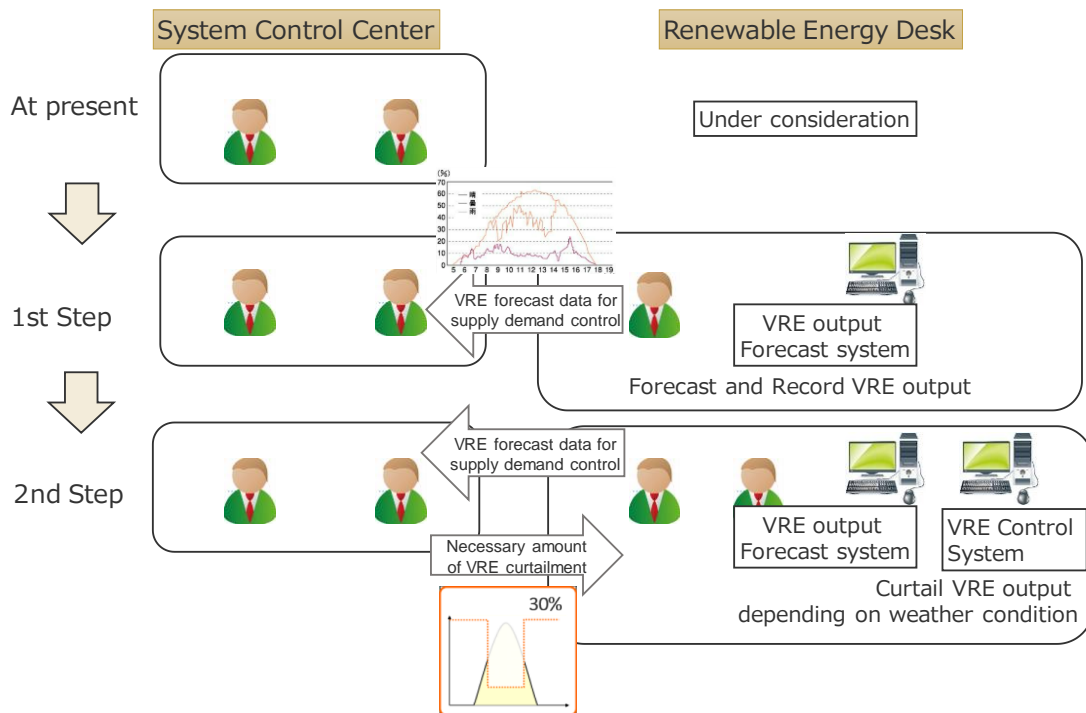 System Control Center
Renewable Energy Desk
At present
Under consideration
(%)
70
60
50
40
30
20
10
0
晴
曇
雨
5 6 7 8 9 10 11 12 13 14 15 16 17 18 19
1st Step
VRE forecast data for
supply demand control
VRE output
Forecast system
Forecast and Record VRE output
2nd Step
VRE forecast data for
supply demand control
VRE output
Forecast system
VRE Control
System
Necessary amount
of VRE curtailment
Curtail VRE output
depending on weather condition
30%